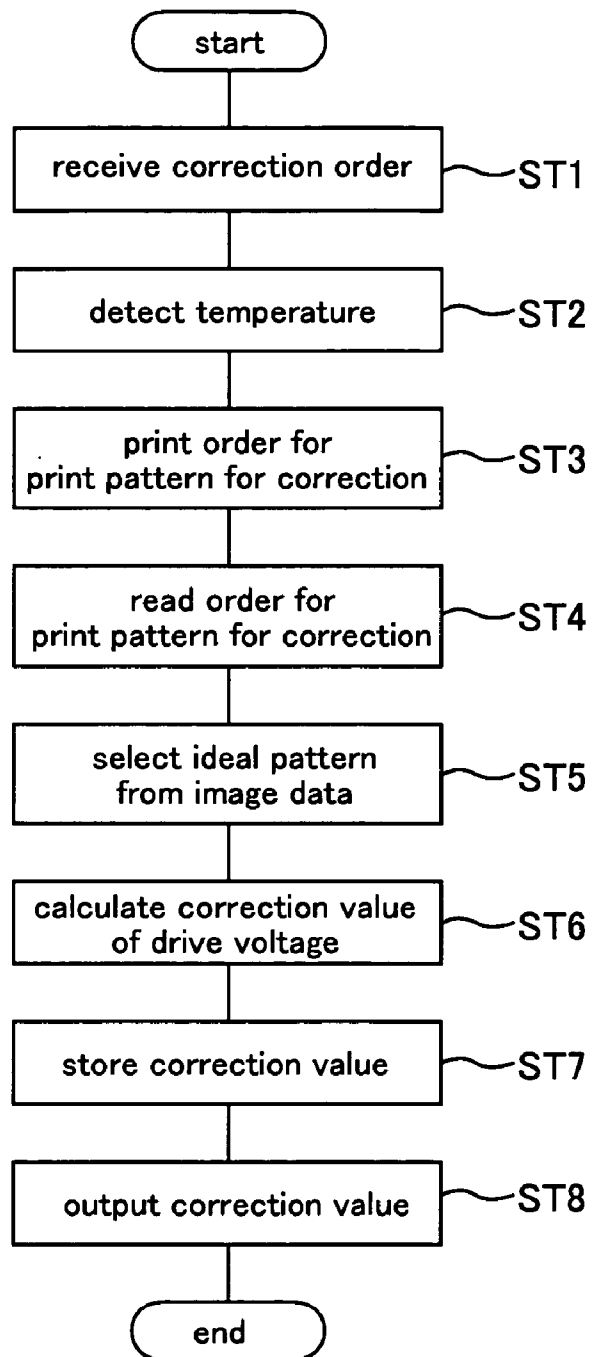 start
receive correction order
ST1
detect temperature
ST2
print order for
print pattern for correction
ST3
read order for
print pattern for correction
ST4
select ideal pattern
from image data
ST5
calculate correction value
of drive voltage
ST6
store correction value
ST7
output correction value
ST8
end